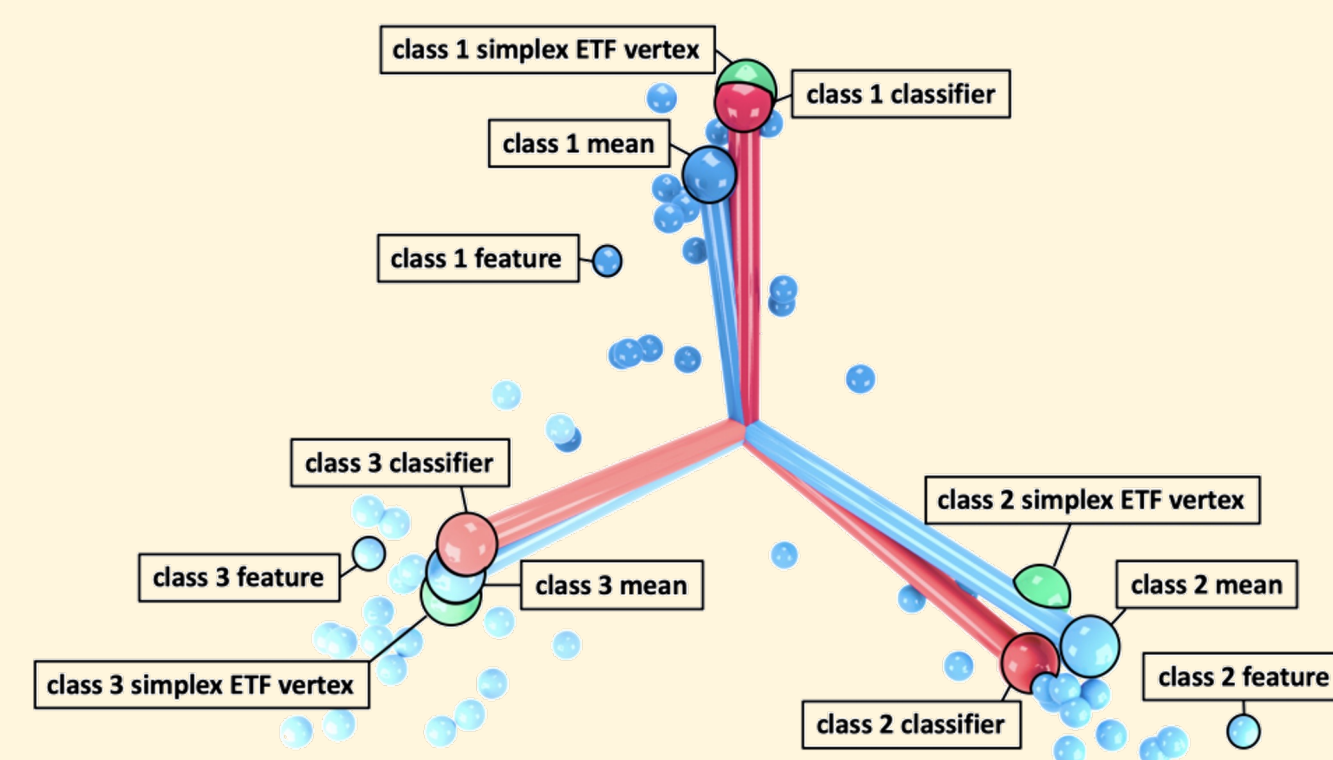 class 1 simplex ETF vertex
class 1 classifier
class 1 mean
class 1 feature
class 3 classifier
class 2 simplex ETF vertex
class 3 feature
class 3 mean
class 2 mean
class 3 simplex ETF vertex
class 2 feature
class 2 classifier